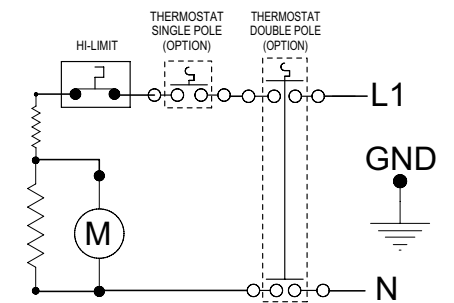 THERMOSTAT
SINGLE POLE
(OPTION)
THERMOSTAT
DOUBLE POLE
(OPTION)
HI-LIMIT
L1
GND
M
N